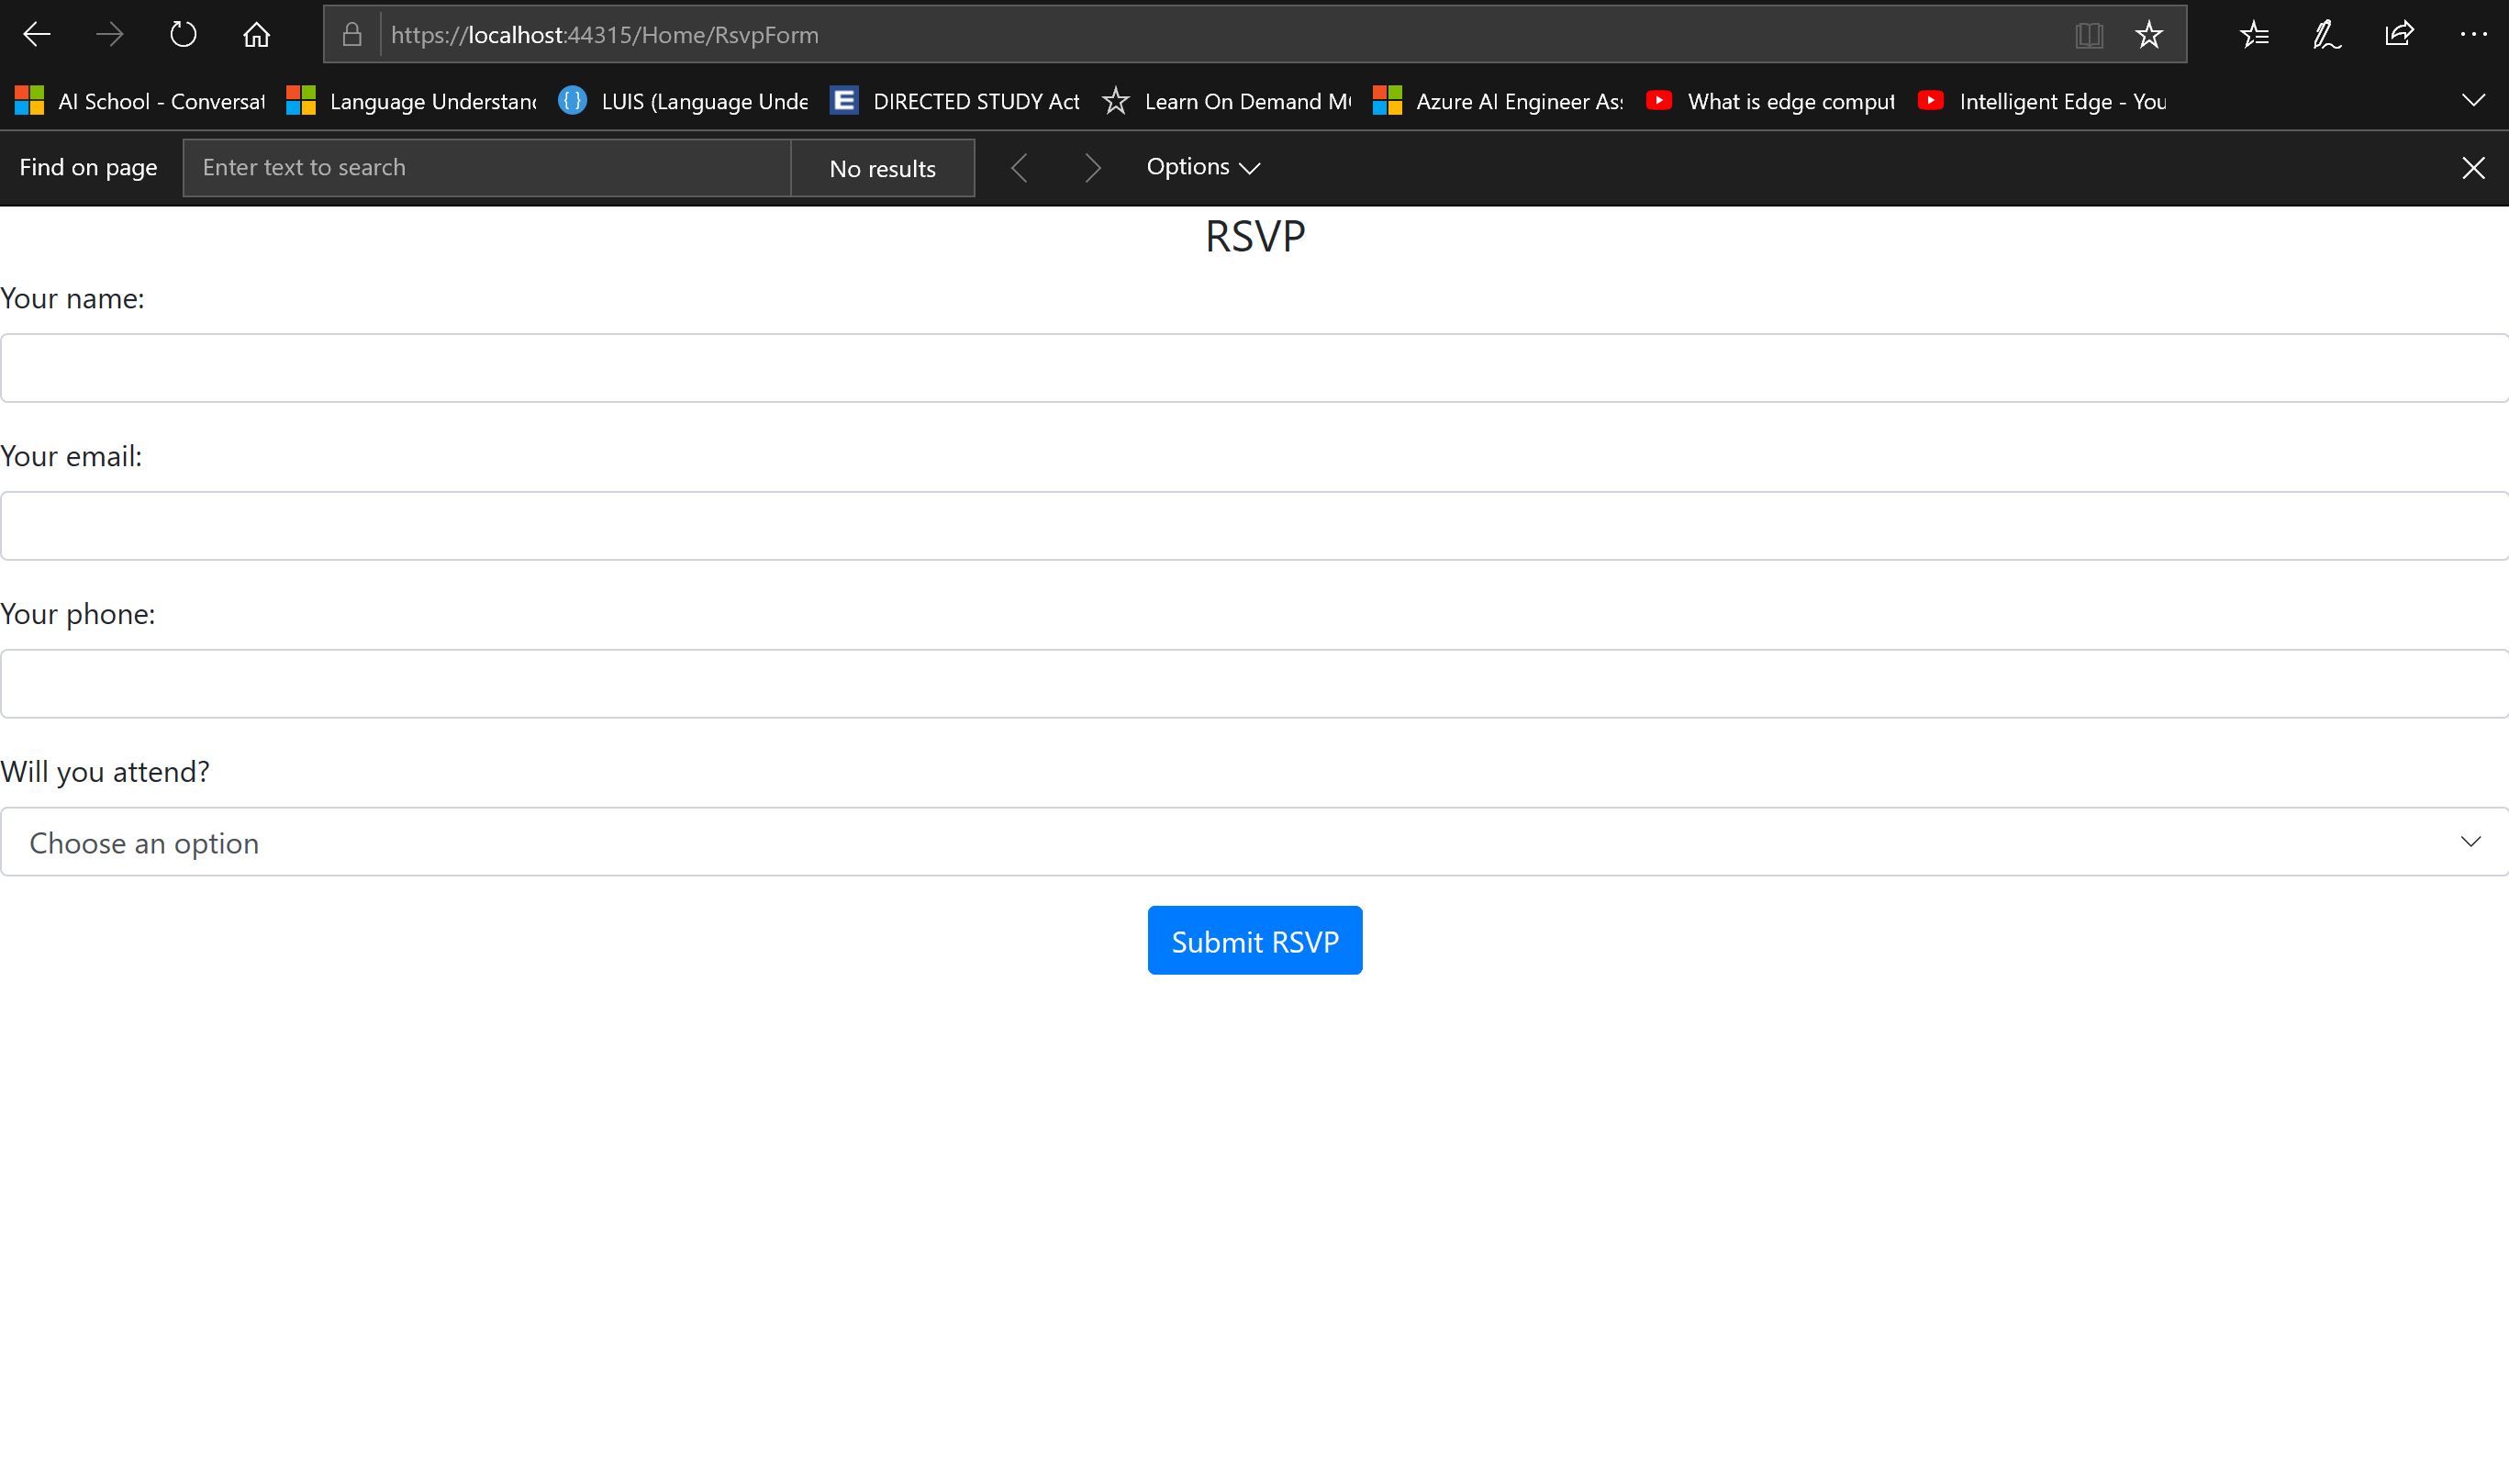 https://localhost:44315/Home/RsvpForm
AI School - Conversat Language Understand {} LUIS (Language Unde E DIRECTED STUDY Act Learn On Demand M Azure AI Engineer Ass What is edge comput Intelligent Edge - You
Find on page Enter text to search No results Options
RSVP
Your name:
Your email:
Your phone:
Will you attend?
Choose an option
Submit RSVP